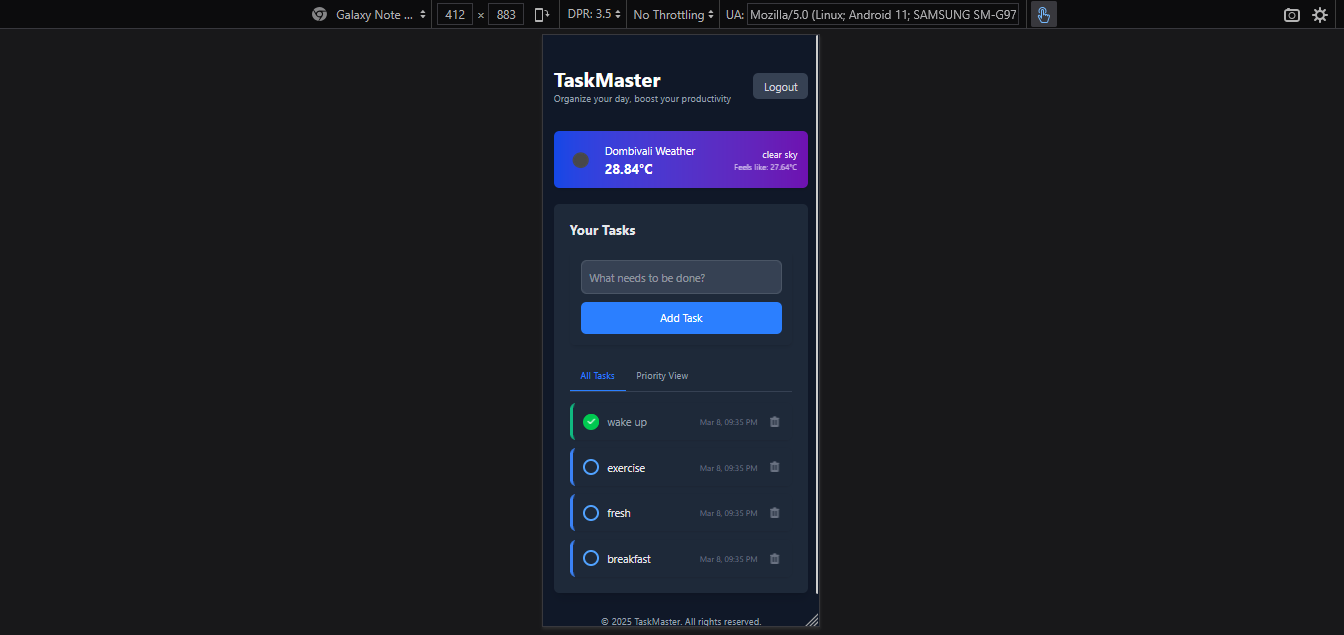 Galaxy Note ... 412 × 883 DPR: 3.5 No Throttling UA: Mozilla/5.0 (Linux; Android 11; SAMSUNG SM-G97
TaskMaster
Organize your day, boost your productivity
Logout
Dombivali Weather
28.84°C
clear sky
Feels like: 27.64°C
Your Tasks
What needs to be done?
Add Task
All Tasks Priority View
wake up Mar 8, 09:35 PM
exercise Mar 8, 09:35 PM
fresh Mar 8, 09:35 PM
breakfast Mar 8, 09:35 PM
© 2025 TaskMaster. All rights reserved.